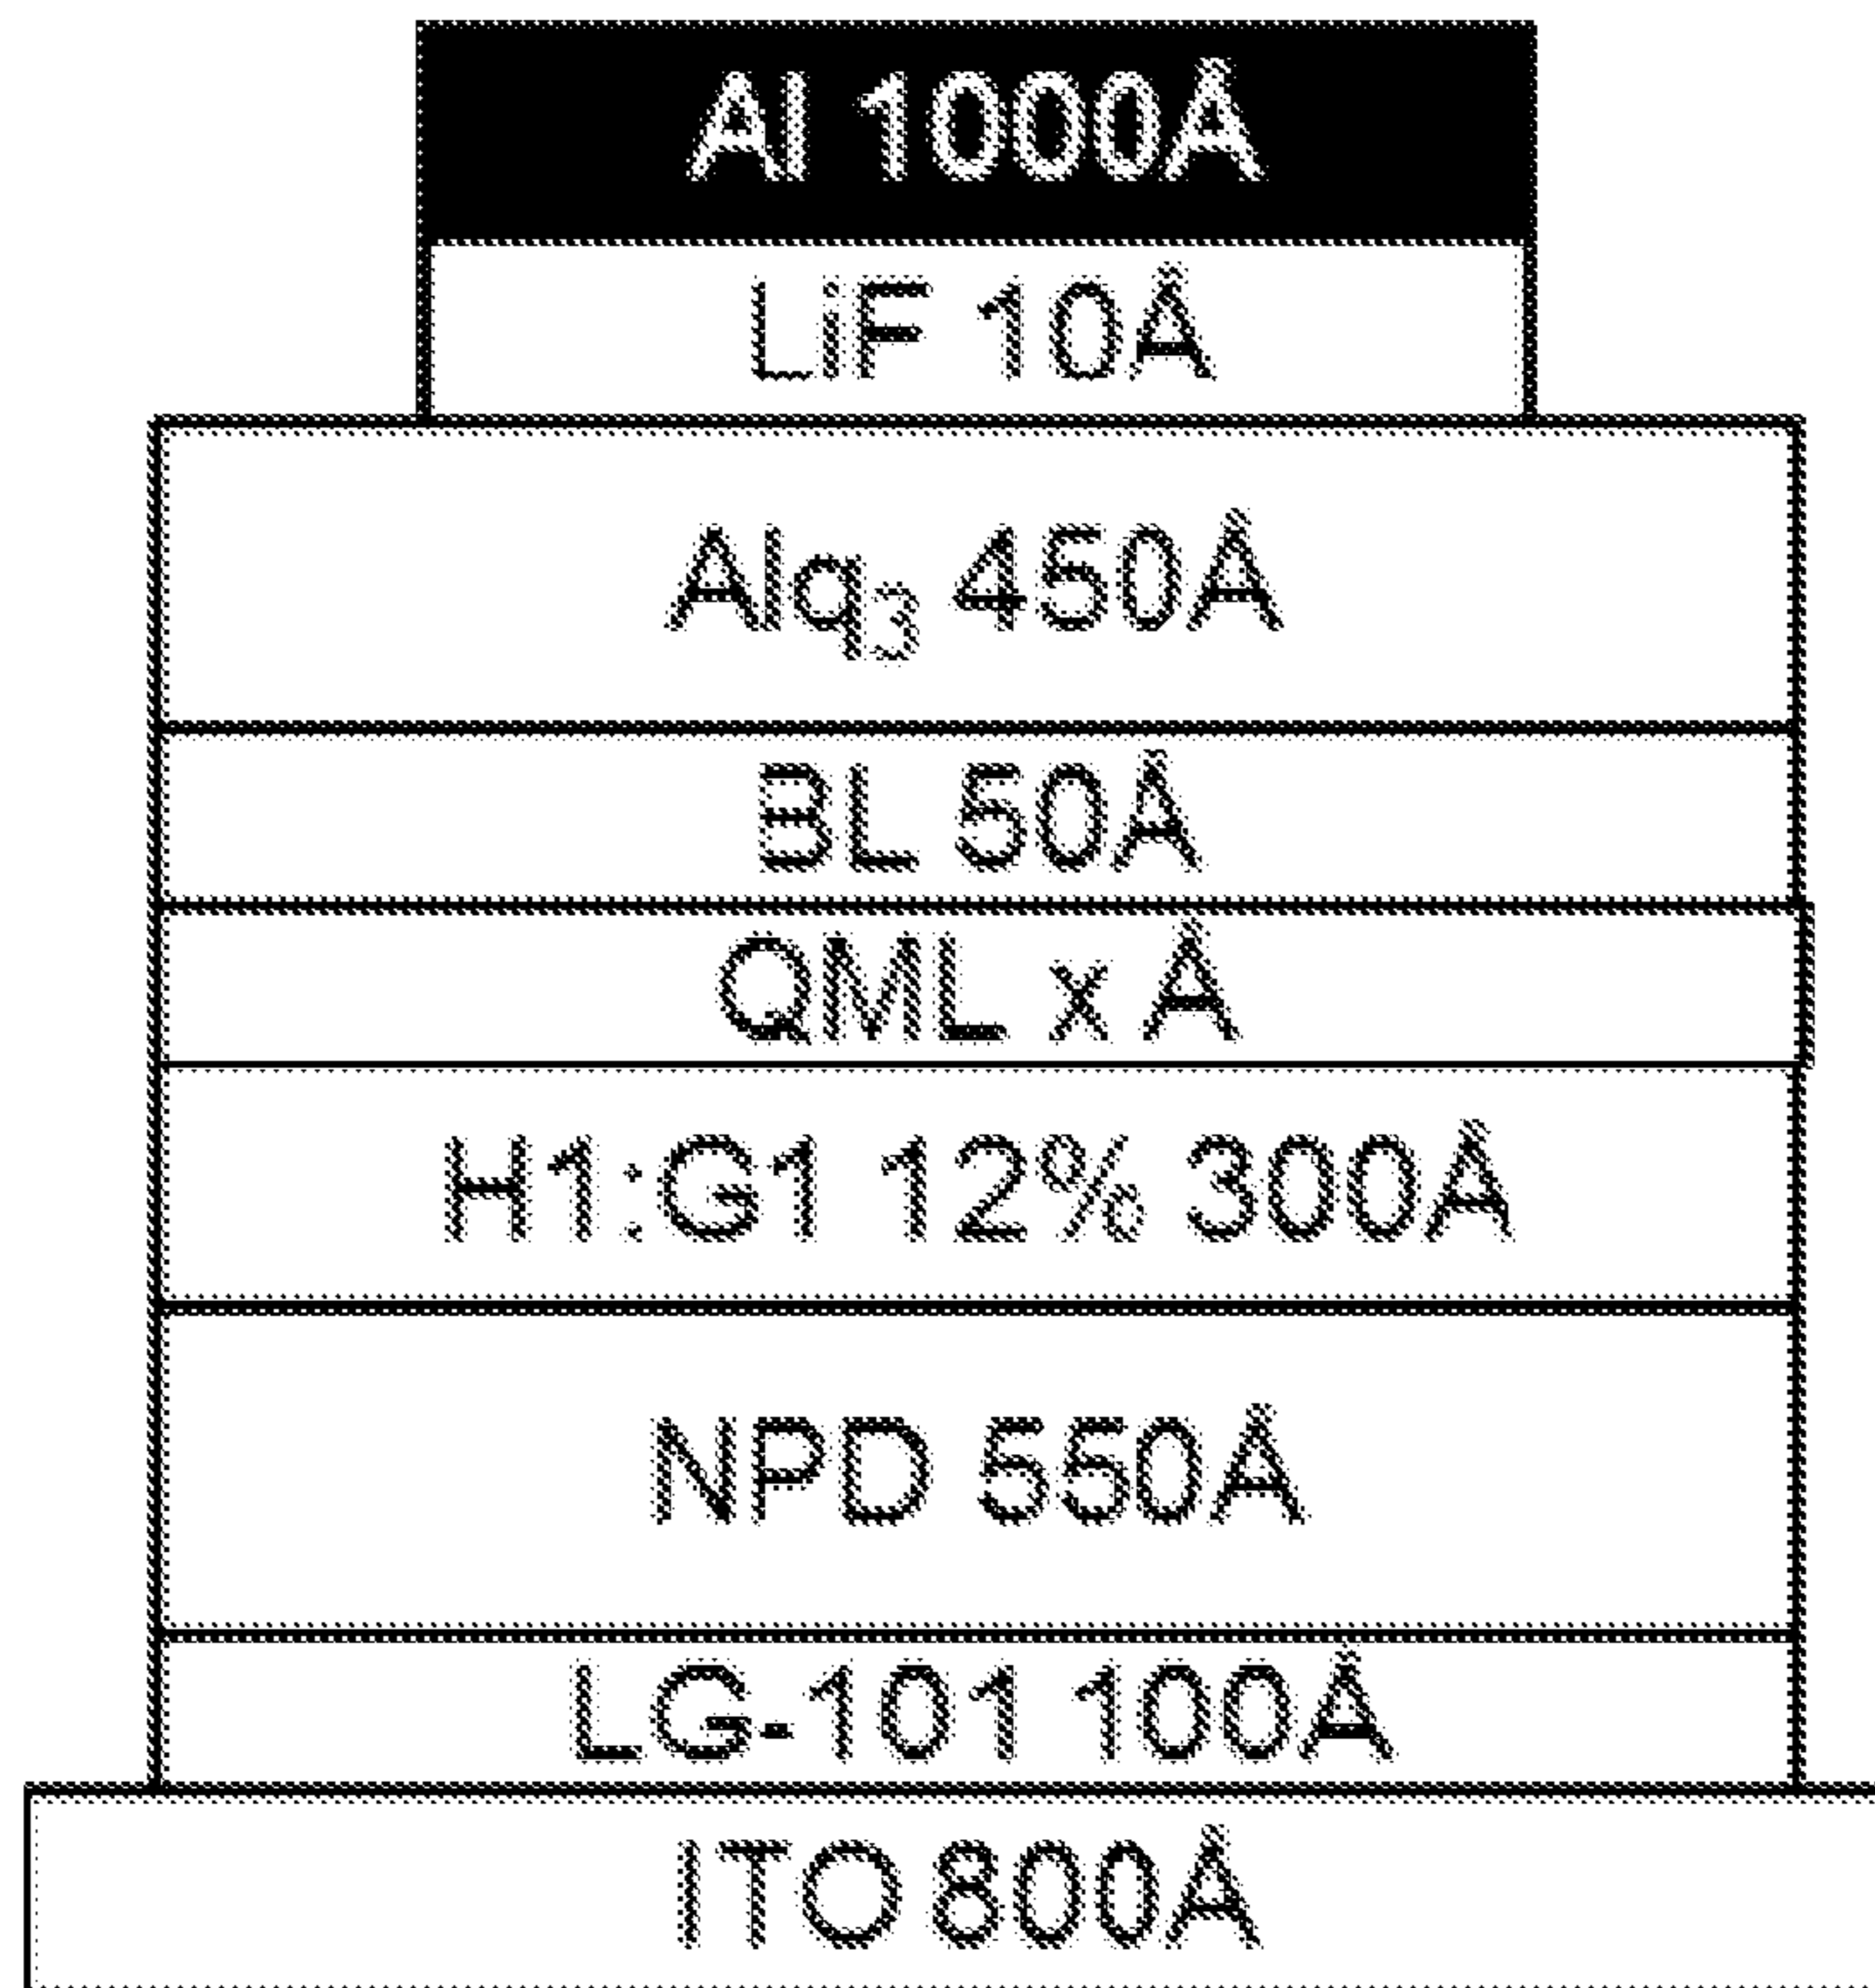 Al 1000Å
LiF 10Å
Alq₃ 450Å
BL 50Å
QML x Å
H1:G1 12% 300Å
NPD 550Å
LG-101 100Å
ITO 800Å